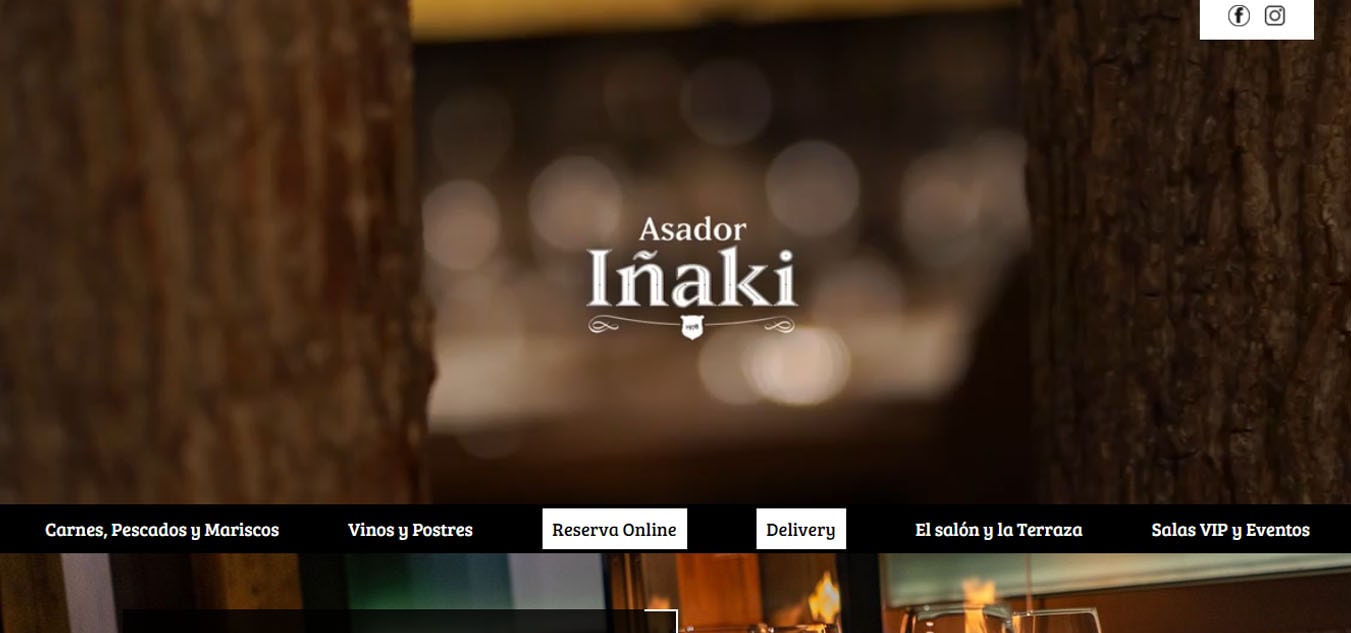 Asador
Iñaki
Carnes, Pescados y Mariscos
Vinos y Postres
Reserva Online
Delivery
El salón y la Terraza
Salas VIP y Eventos